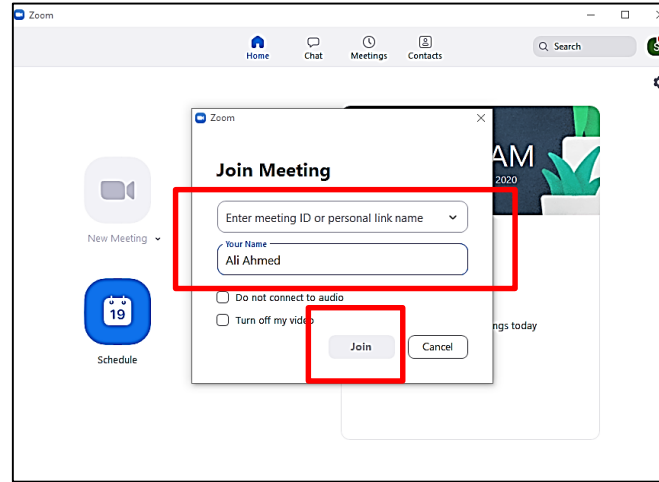 Zoom
Home
Chat
Meetings
Contacts
Search
Zoom
AM
2020
Join Meeting
Enter meeting ID or personal link name
New Meeting
Your Name
Ali Ahmed
Do not connect to audio
19
Turn off my video
ngs today
Join
Cancel
Schedule